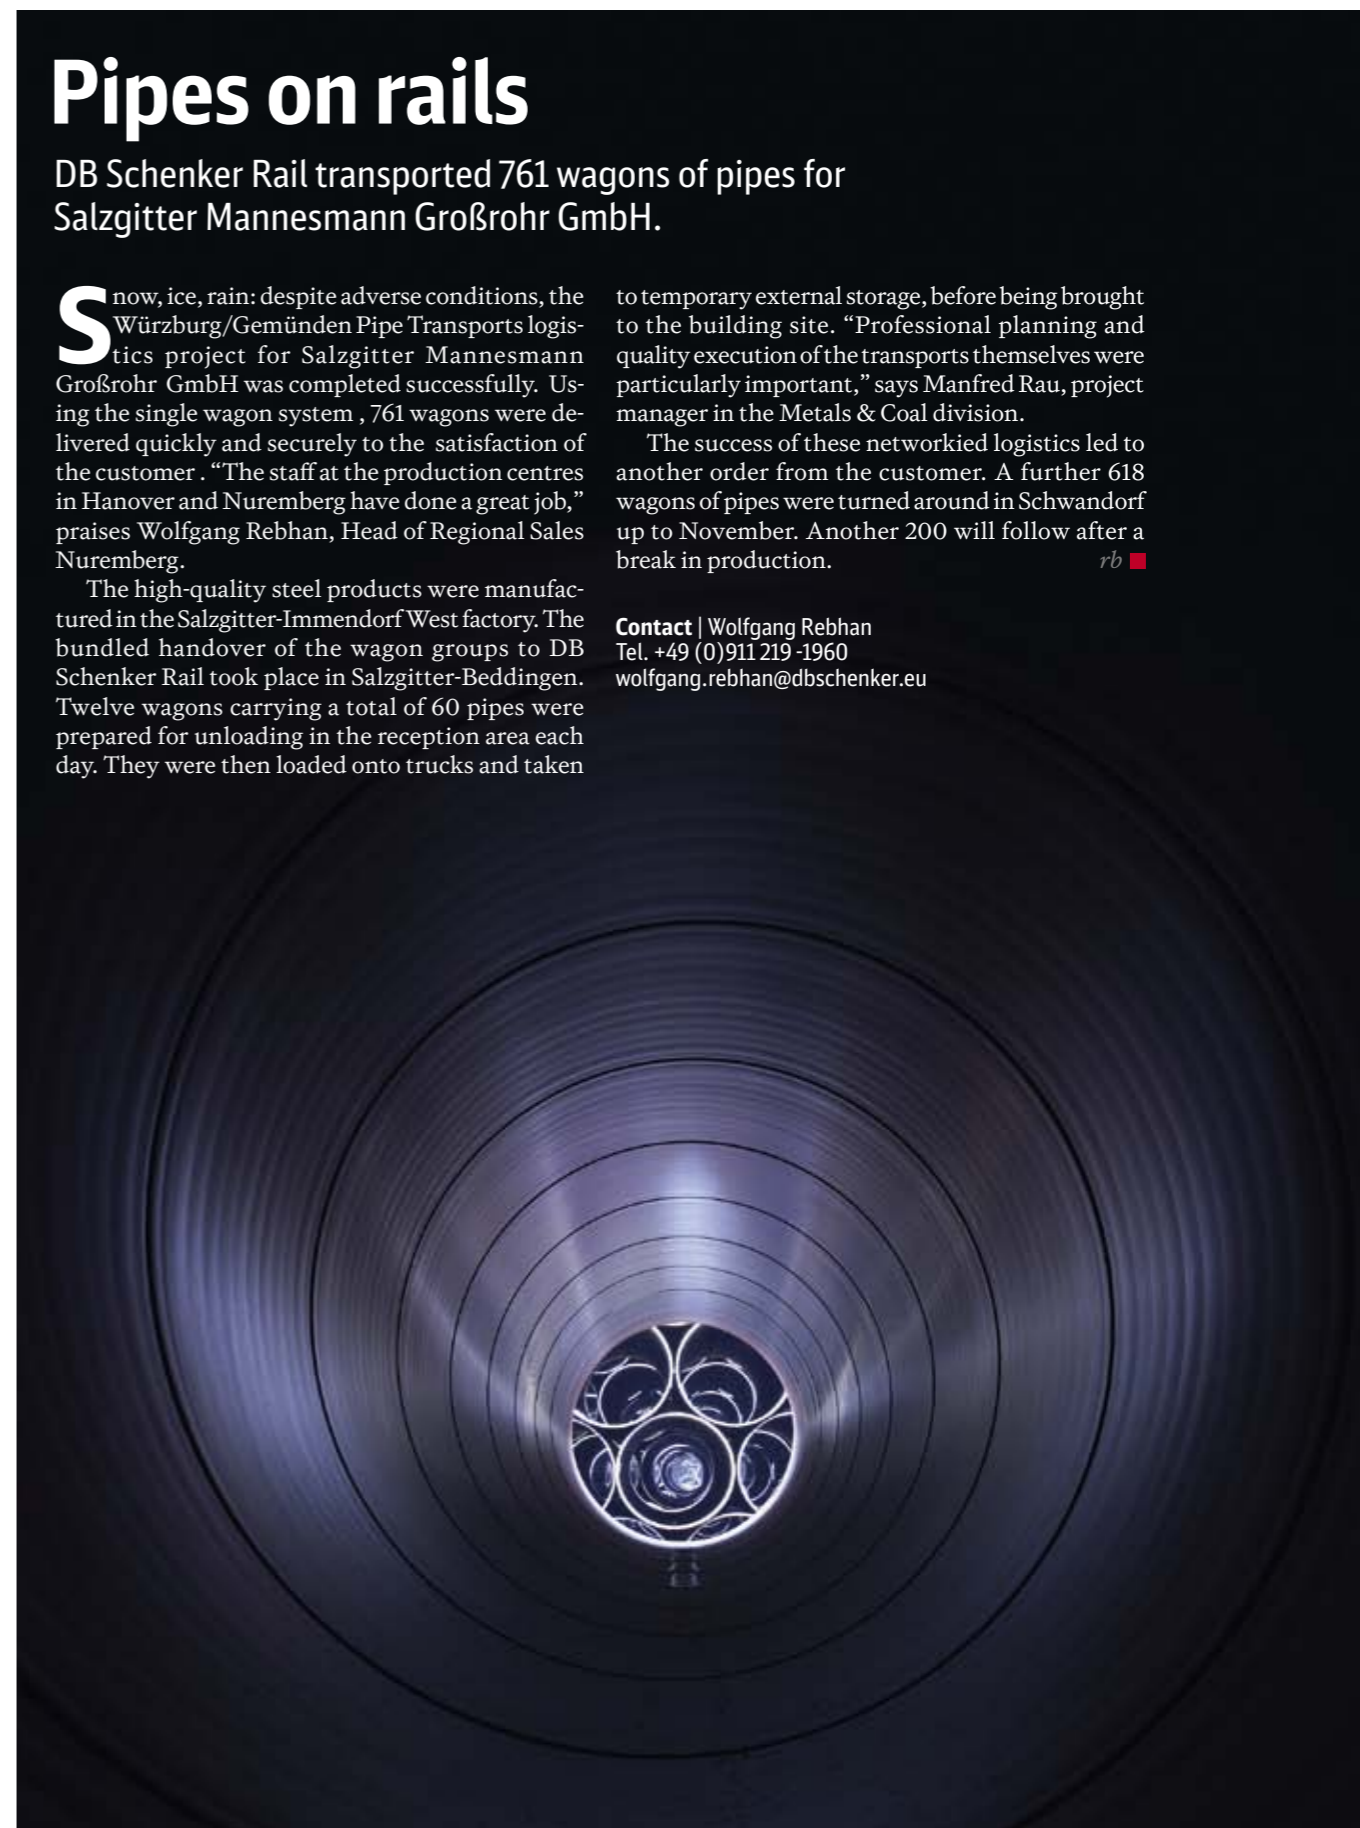 Pipes on rails
DB Schenker Rail transported 761 wagons of pipes for
Salzgitter Mannesmann Großrohr GmbH.
Snow, ice, rain: despite adverse conditions, the
Würzburg/Gemünden Pipe Transports logis-
tics project for Salzgitter Mannesmann
Großrohr GmbH was completed successfully. Us-
ing the single wagon system , 761 wagons were de-
livered quickly and securely to the satisfaction of
the customer . “The staff at the production centres
in Hanover and Nuremberg have done a great job,”
praises Wolfgang Rebhan, Head of Regional Sales
Nuremberg.
The high-quality steel products were manufac-
tured in the Salzgitter-Immendorf West factory. The
bundled handover of the wagon groups to DB
Schenker Rail took place in Salzgitter-Beddingen.
Twelve wagons carrying a total of 60 pipes were
prepared for unloading in the reception area each
day. They were then loaded onto trucks and taken
to temporary external storage, before being brought
to the building site. “Professional planning and
quality execution of the transports themselves were
particularly important,” says Manfred Rau, project
manager in the Metals & Coal division.
The success of these networkied logistics led to
another order from the customer. A further 618
wagons of pipes were turned around in Schwandorf
up to November. Another 200 will follow after a
break in production. rb
Contact | Wolfgang Rebhan
Tel. +49 (0)911 219 -1960
wolfgang.rebhan@dbschenker.eu